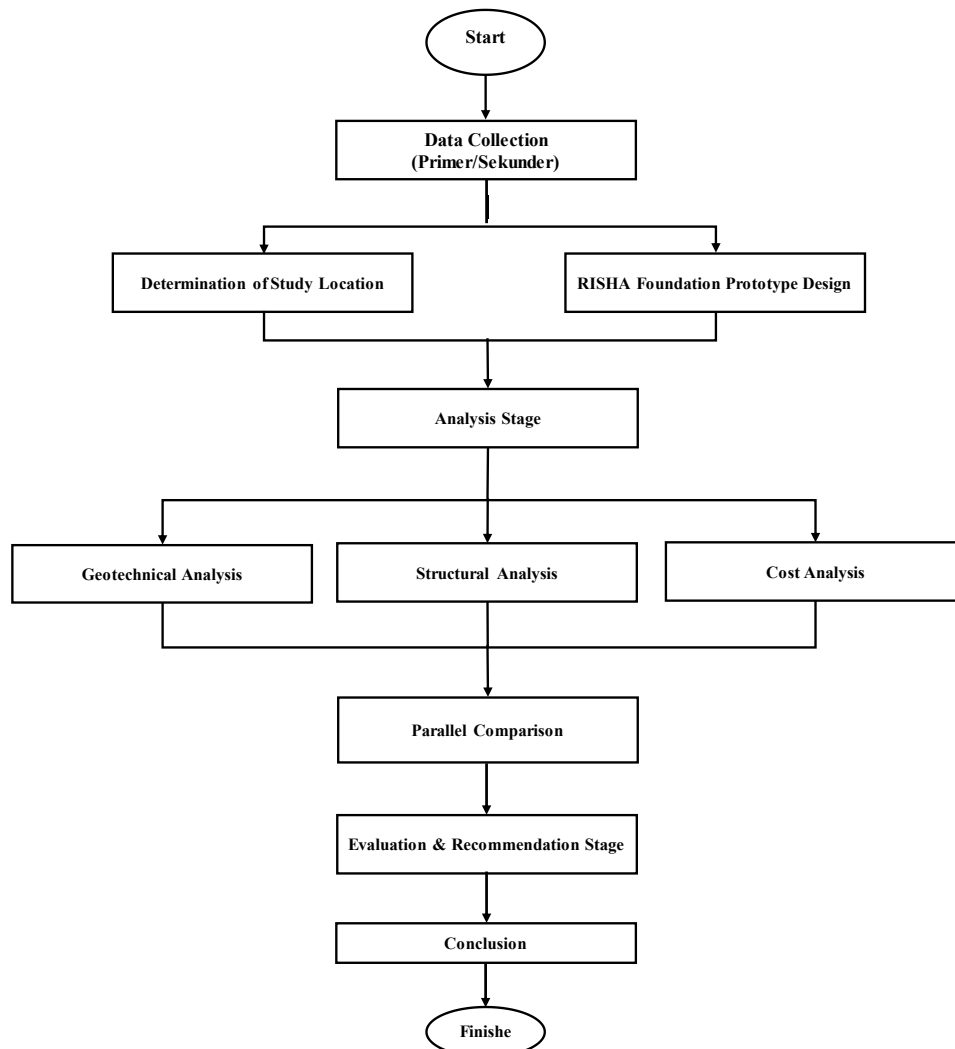 Start
Data Collection
(Primer/Sekunder)
Determination of Study Location
RISHA Foundation Prototype Design
Analysis Stage
Geotechnical Analysis
Structural Analysis
Cost Analysis
Parallel Comparison
Evaluation & Recommendation Stage
Conclusion
Finishe